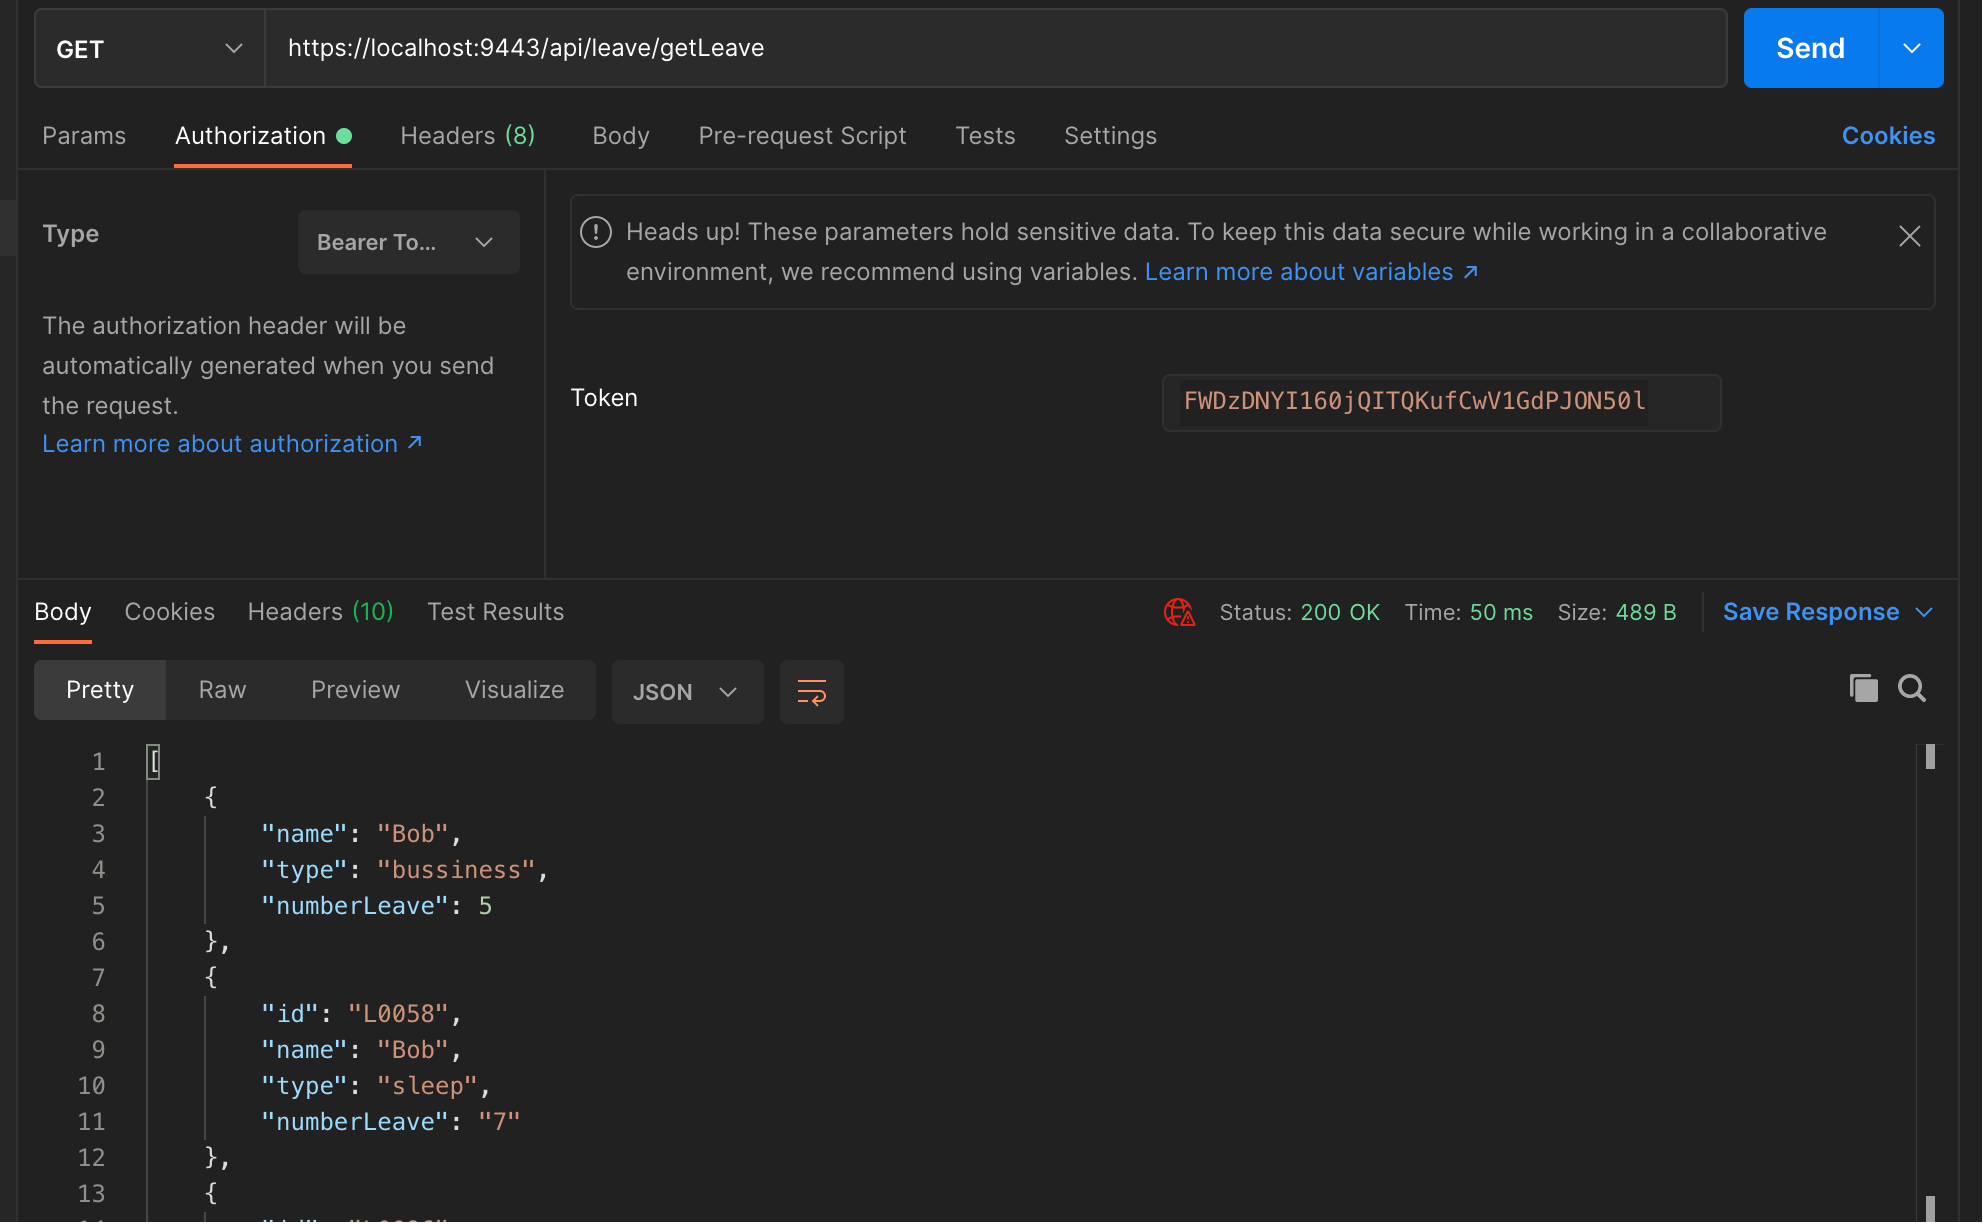 GET https://localhost:9443/api/leave/getLeave Send
Params Authorization Headers (8) Body Pre-request Script Tests Settings Cookies
Type Bearer To...
The authorization header will be
automatically generated when you send
the request.
Learn more about authorization ↗
Heads up! These parameters hold sensitive data. To keep this data secure while working in a collaborative
environment, we recommend using variables. Learn more about variables ↗
Token FWDzDNYI160jQITQKufCwV1GdPJON50l
Body Cookies Headers (10) Test Results Status: 200 OK Time: 50 ms Size: 489 B Save Response
Pretty Raw Preview Visualize JSON
1 [
2 {
3 "name": "Bob",
4 "type": "bussiness",
5 "numberLeave": 5
6 },
7 {
8 "id": "L0058",
9 "name": "Bob",
10 "type": "sleep",
11 "numberLeave": "7"
12 },
13 {